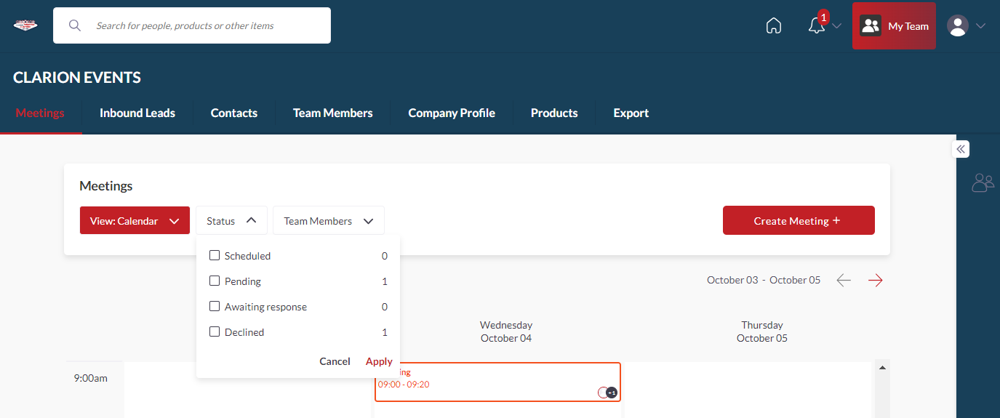 Search for people, products or other items
1
My Team
CLARION EVENTS
Meetings
Inbound Leads
Contacts
Team Members
Company Profile
Products
Export
Meetings
View: Calendar
Status
Team Members
Create Meeting +
Scheduled 0
Pending 1
Awaiting response 0
Declined 1
Cancel Apply
October 03 - October 05
Wednesday
October 04
Thursday
October 05
9:00am
ing
09:00 - 09:20
+1